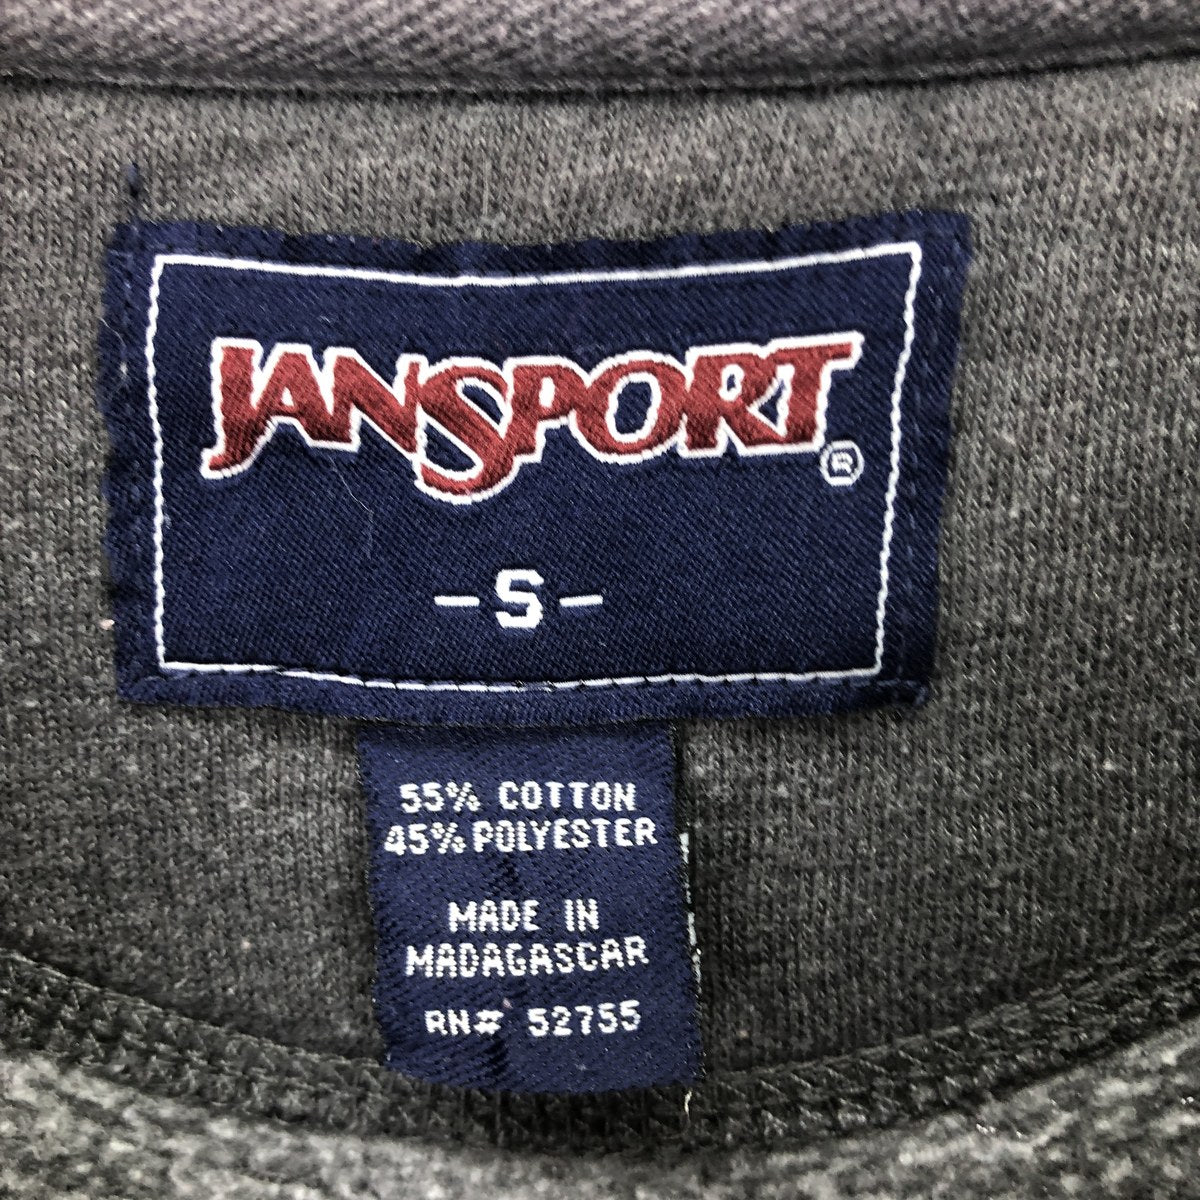 JANSPORT®
-S-
55% COTTON
45% POLYESTER
MADE IN
MADAGASCAR
RN# 52755